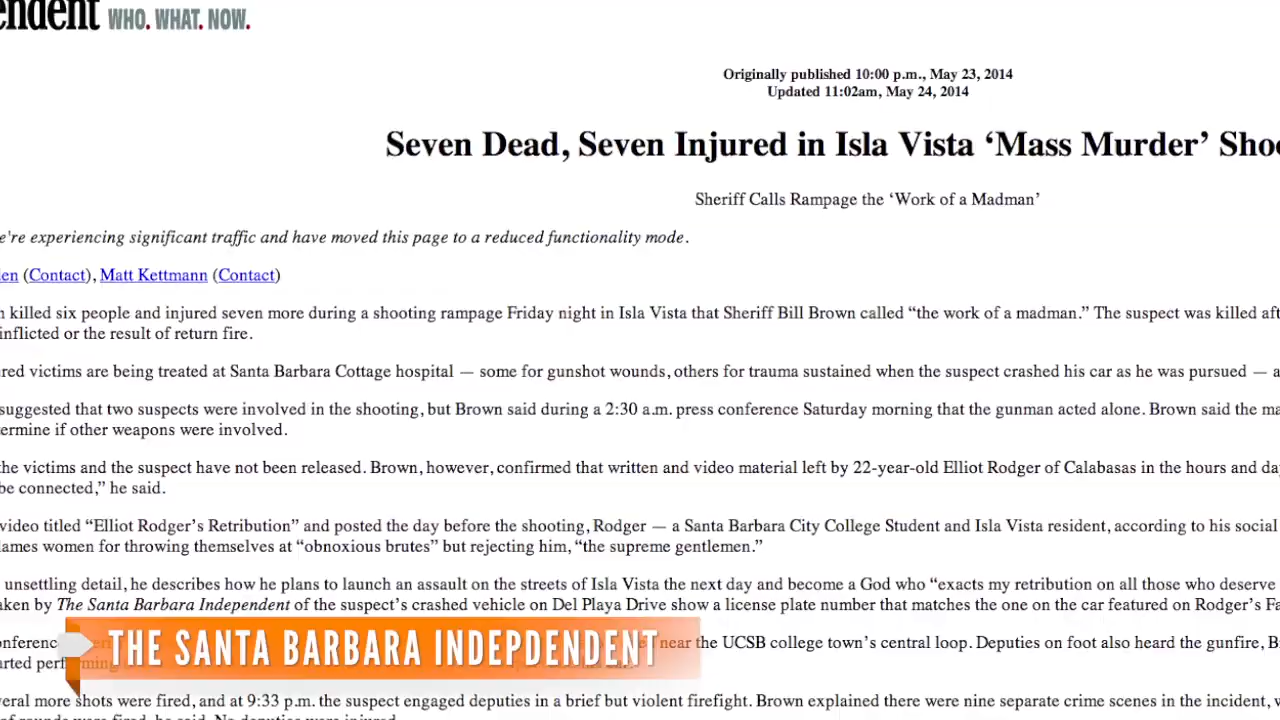 endent WHO. WHAT. NOW.
Originally published 10:00 p.m., May 23, 2014
Updated 11:02am, May 24, 2014
Seven Dead, Seven Injured in Isla Vista ‘Mass Murder’ Shoo
Sheriff Calls Rampage the ‘Work of a Madman’
e're experiencing significant traffic and have moved this page to a reduced functionality mode.
en (Contact), Matt Kettmann (Contact)
n killed six people and injured seven more during a shooting rampage Friday night in Isla Vista that Sheriff Bill Brown called “the work of a madman.” The suspect was killed aft
inflicted or the result of return fire.
red victims are being treated at Santa Barbara Cottage hospital — some for gunshot wounds, others for trauma sustained when the suspect crashed his car as he was pursued — a
suggested that two suspects were involved in the shooting, but Brown said during a 2:30 a.m. press conference Saturday morning that the gunman acted alone. Brown said the ma
ermine if other weapons were involved.
the victims and the suspect have not been released. Brown, however, confirmed that written and video material left by 22-year-old Elliot Rodger of Calabasas in the hours and day
be connected,” he said.
video titled “Elliot Rodger’s Retribution” and posted the day before the shooting, Rodger — a Santa Barbara City College Student and Isla Vista resident, according to his social
lames women for throwing themselves at “obnoxious brutes” but rejecting him, “the supreme gentlemen.”
unsettling detail, he describes how he plans to launch an assault on the streets of Isla Vista the next day and become a God who “exacts my retribution on all those who deserve
aken by The Santa Barbara Independent of the suspect’s crashed vehicle on Del Playa Drive show a license plate number that matches the one on the car featured on Rodger’s Fa
onferenc near the UCSB college town’s central loop. Deputies on foot also heard the gunfire, B
THE SANTA BARBARA INDEPDENDENT
arted perf
veral more shots were fired, and at 9:33 p.m. the suspect engaged deputies in a brief but violent firefight. Brown explained there were nine separate crime scenes in the incident, v
of rounds were fired, he said. No deputies were injured.